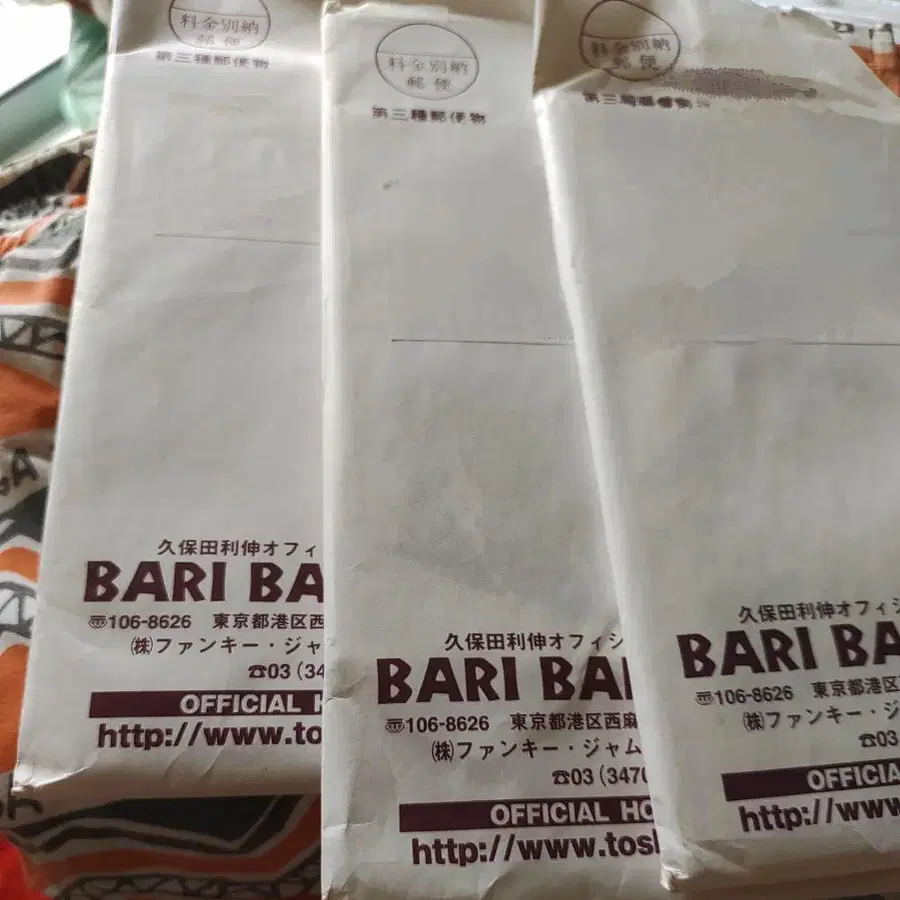 料金別納
郵便
第三種郵便物
久保田利伸オフィ
BARI BA
〠106-8626 東京都港区西
㈱ファンキー・ジャ
☎03(34
OFFICIAL H
http://www.to
料金別納
郵便
第三種郵便物
久保田利伸オフィシ
BARI BA
〠106-8626 東京都港区西麻
㈱ファンキー・ジャム
☎03(3470
OFFICIAL HO
http://www.tosh
料金別納
郵便
久保田利伸オフィシ
BARI BA
〠106-8626 東京都港区
㈱ファンキー・ジ
☎03
OFFICIA
http://www